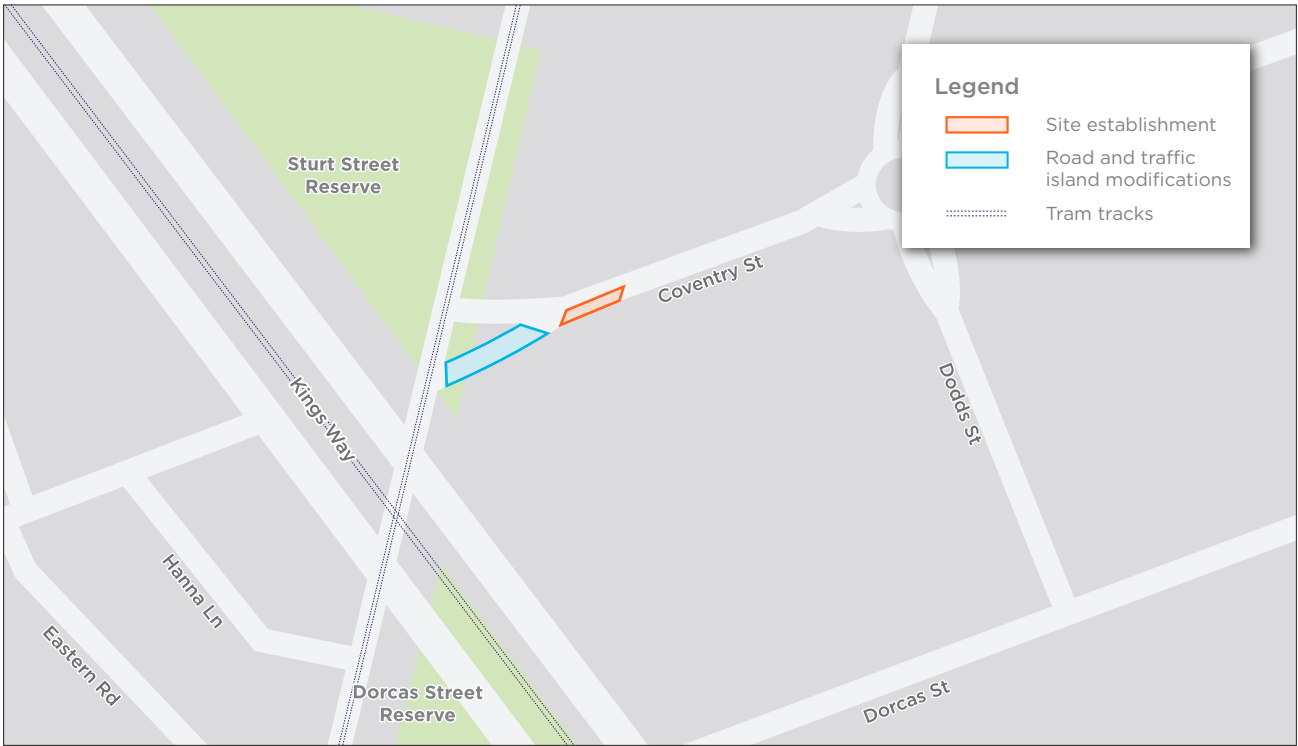 Legend
Site establishment
Road and traffic
island modifications
Tram tracks
Sturt Street
Reserve
Coventry St
Kings Way
Dodds St
Hanna Ln
Eastern Rd
Dorcas Street
Reserve
Dorcas St